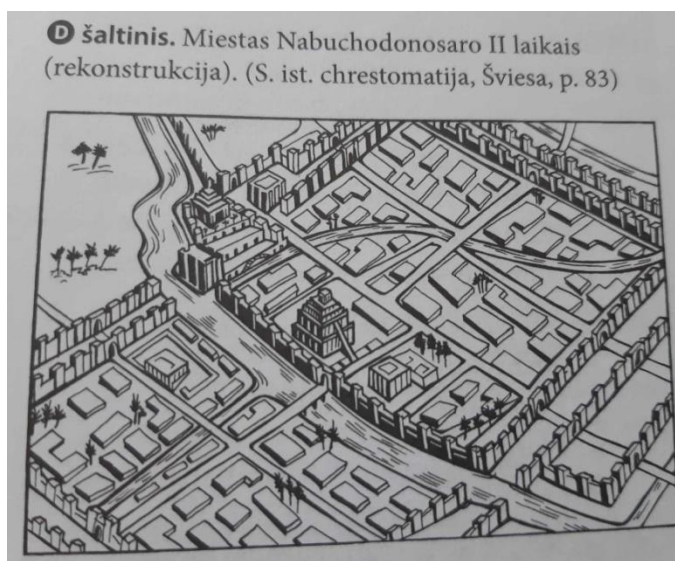 D šaltinis. Miestas Nabuchodonosaro II laikais
(rekonstrukcija). (S. ist. chrestomatija, Šviesa, p. 83)